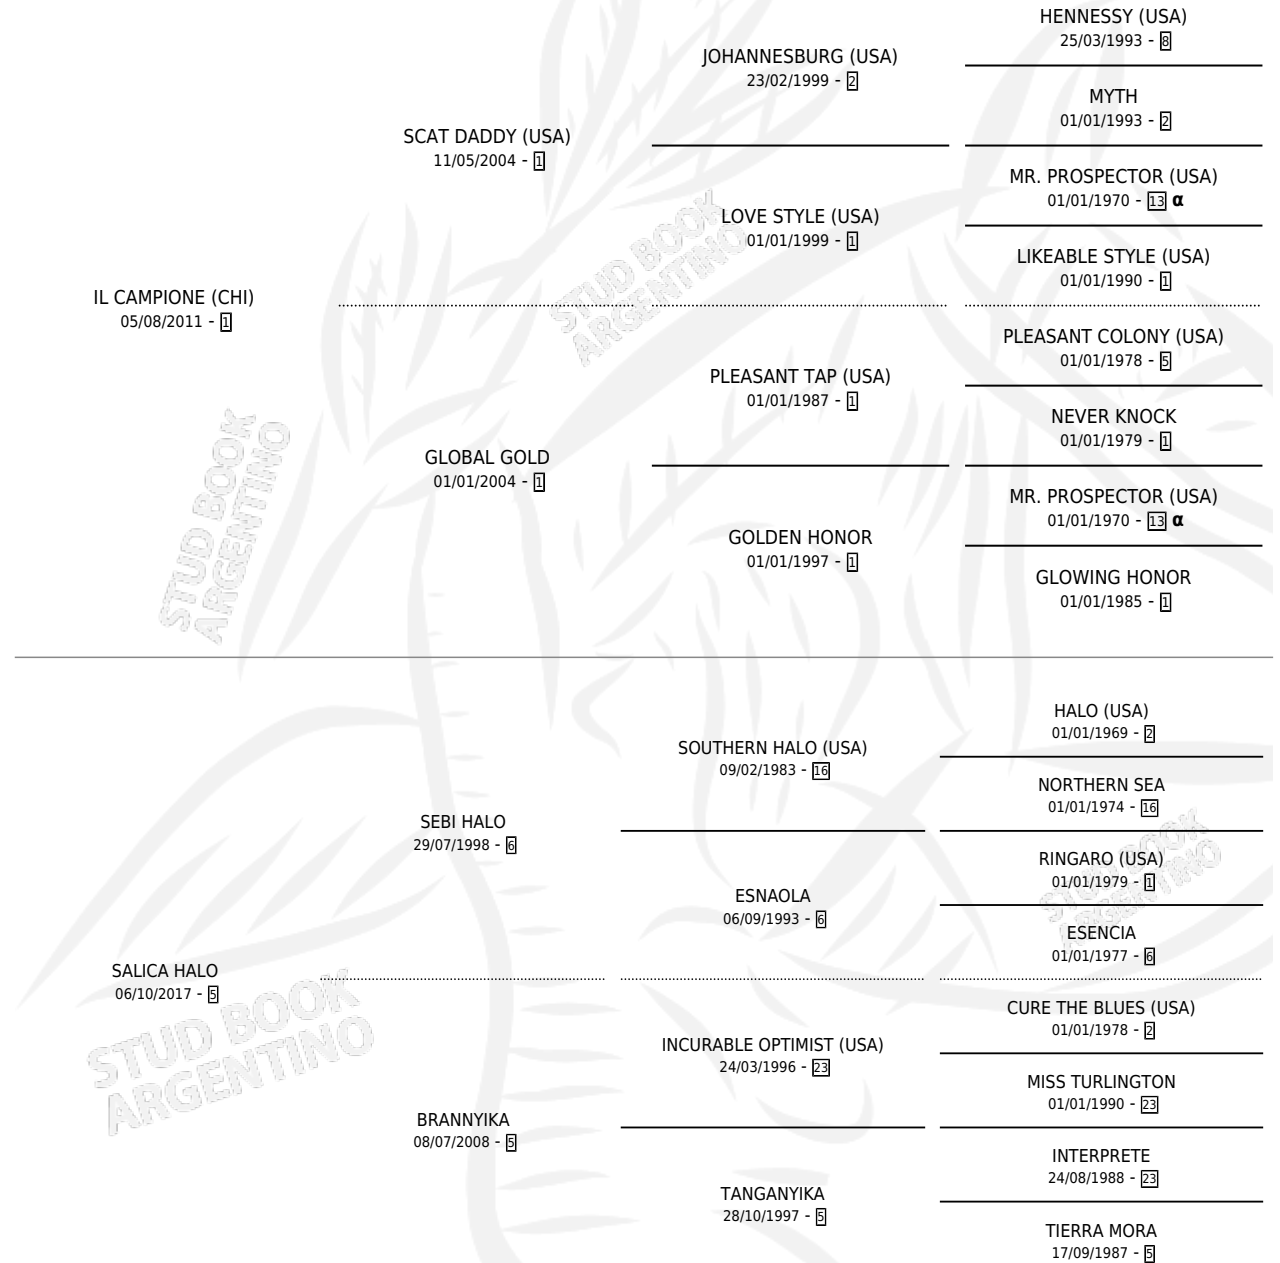 HENNESSY (USA)
25/03/1993 - 8
JOHANNESBURG (USA)
23/02/1999 - 2
MYTH
01/01/1993 - 2
SCAT DADDY (USA)
11/05/2004 - 1
MR. PROSPECTOR (USA)
01/01/1970 - 13 α
LOVE STYLE (USA)
01/01/1999 - 1
LIKEABLE STYLE (USA)
01/01/1990 - 1
IL CAMPIONE (CHI)
05/08/2011 - 1
PLEASANT COLONY (USA)
01/01/1978 - 5
PLEASANT TAP (USA)
01/01/1987 - 1
NEVER KNOCK
01/01/1979 - 1
GLOBAL GOLD
01/01/2004 - 1
MR. PROSPECTOR (USA)
01/01/1970 - 13 α
GOLDEN HONOR
01/01/1997 - 1
GLOWING HONOR
01/01/1985 - 1
HALO (USA)
01/01/1969 - 2
SOUTHERN HALO (USA)
09/02/1983 - 16
NORTHERN SEA
01/01/1974 - 16
SEBI HALO
29/07/1998 - 6
RINGARO (USA)
01/01/1979 - 1
ESNAOLA
06/09/1993 - 6
ESENCIA
01/01/1977 - 6
SALICA HALO
06/10/2017 - 5
CURE THE BLUES (USA)
01/01/1978 - 2
INCURABLE OPTIMIST (USA)
24/03/1996 - 23
MISS TURLINGTON
01/01/1990 - 23
BRANNYIKA
08/07/2008 - 5
INTERPRETE
24/08/1988 - 23
TANGANYIKA
28/10/1997 - 5
TIERRA MORA
17/09/1987 - 5
STUD BOOK
ARGENTINO
STUD BOOK
ARGENTINO
STUD BOOK
ARGENTINO
STUD BOOK
ARGENTINO